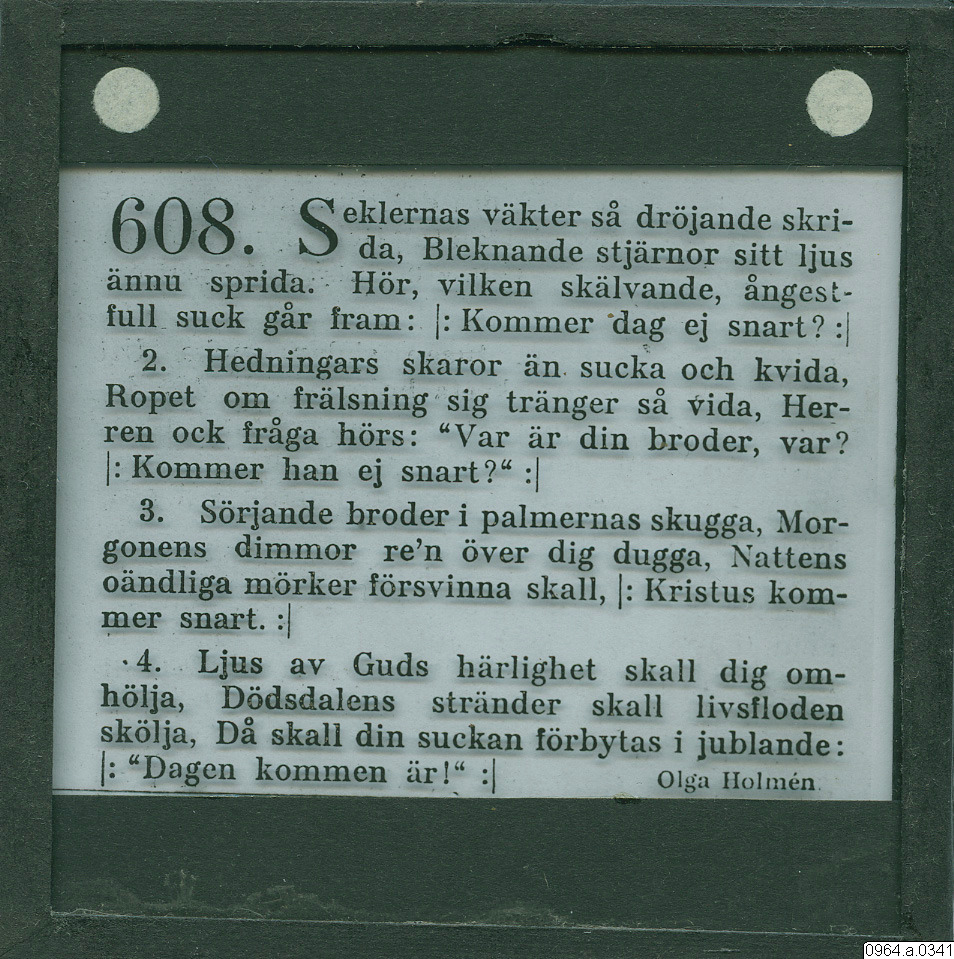 608. Seklernas väkter så dröjande skri-
da, Bleknande stjärnor sitt ljus
ännu sprida. Hör, vilken skälvande, ångest-
full suck går fram: |: Kommer dag ej snart? :|
2. Hedningars skaror än sucka och kvida,
Ropet om frälsning sig tränger så vida, Her-
ren ock fråga hörs: “Var är din broder, var?
|: Kommer han ej snart?“ :|
3. Sörjande broder i palmernas skugga, Mor-
gonens dimmor re’n över dig dugga, Nattens
oändliga mörker försvinna skall, |: Kristus kom-
mer snart. :|
4. Ljus av Guds härlighet skall dig om-
hölja, Dödsdalens stränder skall livsfloden
skölja, Då skall din suckan förbytas i jublande:
|: “Dagen kommen är!“ :|
Olga Holmén.
0964.a.0341